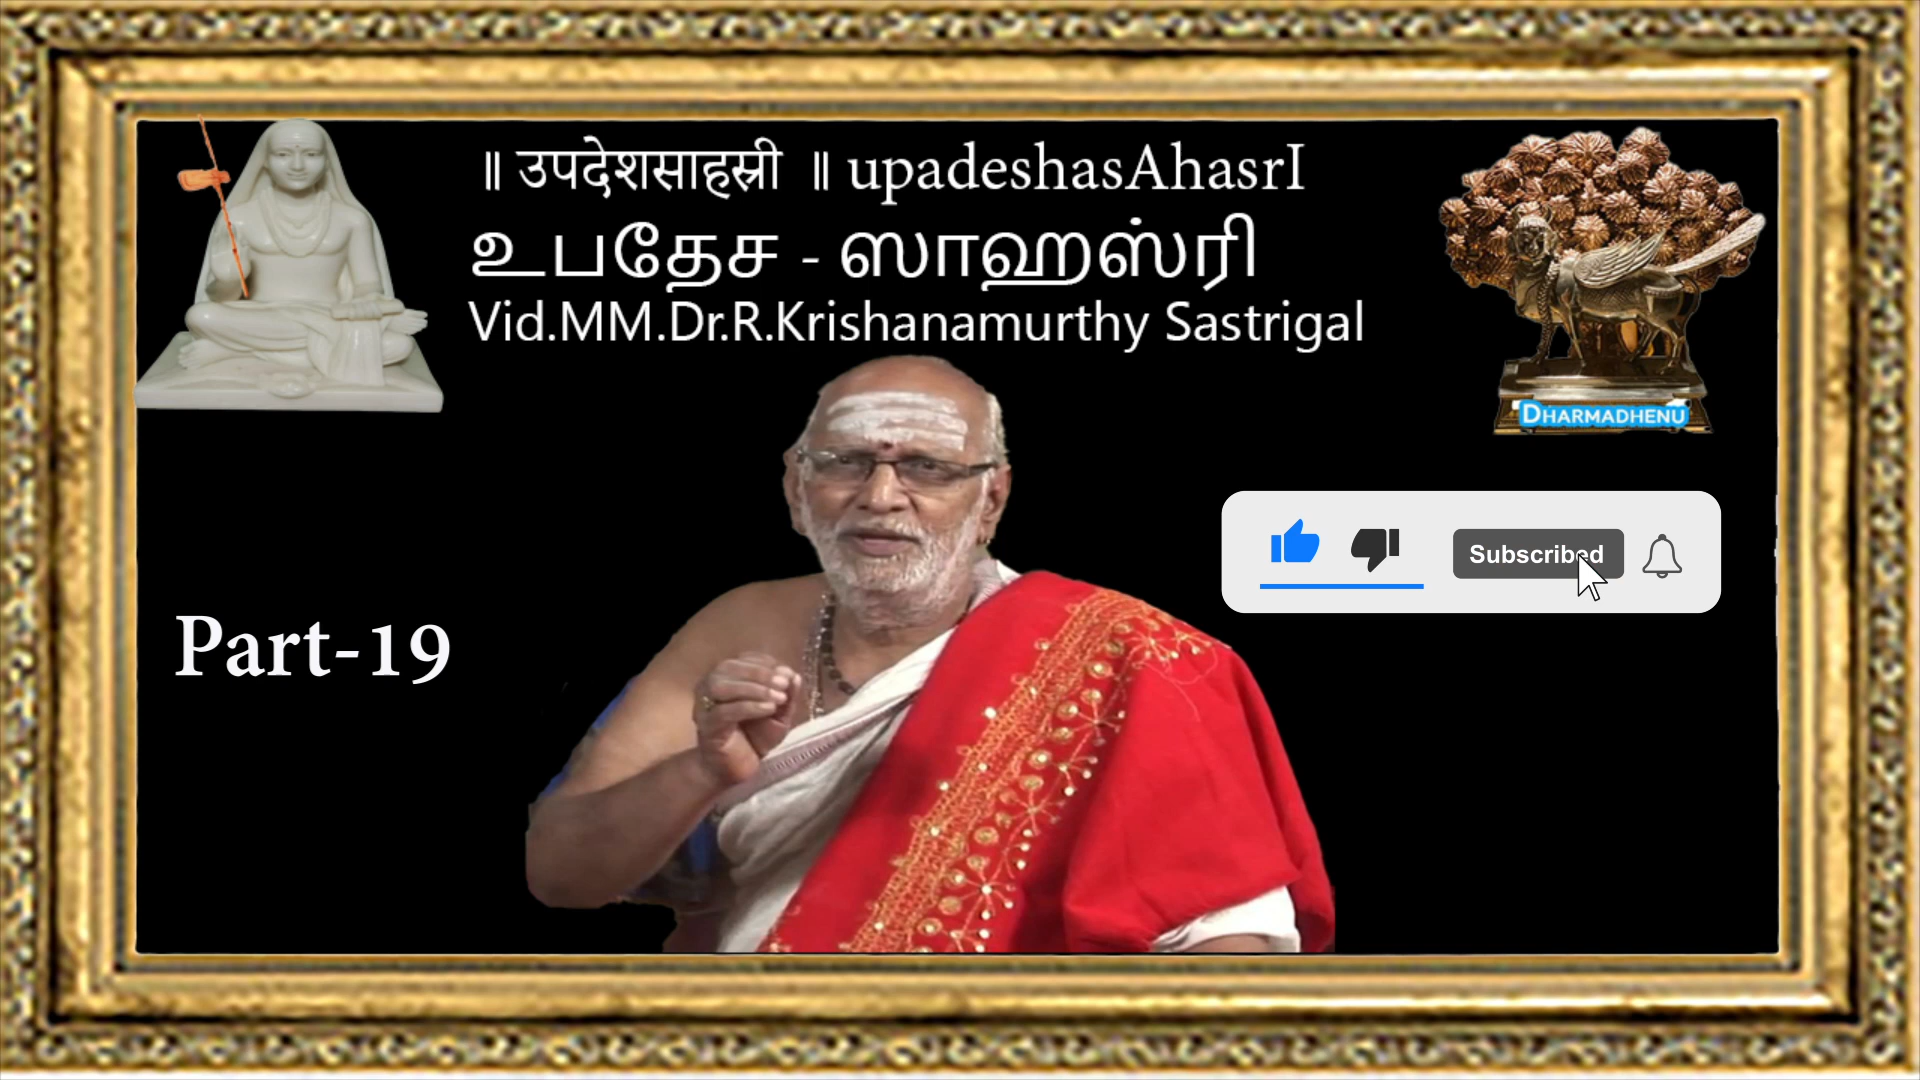 ॥ उपदेशसाहस्री ॥ upadeshasAhasrI
உபதேச - ஸாஹஸ்ரி
Vid.MM.Dr.R.Krishanamurthy Sastrigal
DHARMADHENU
Subscribed
Part-19